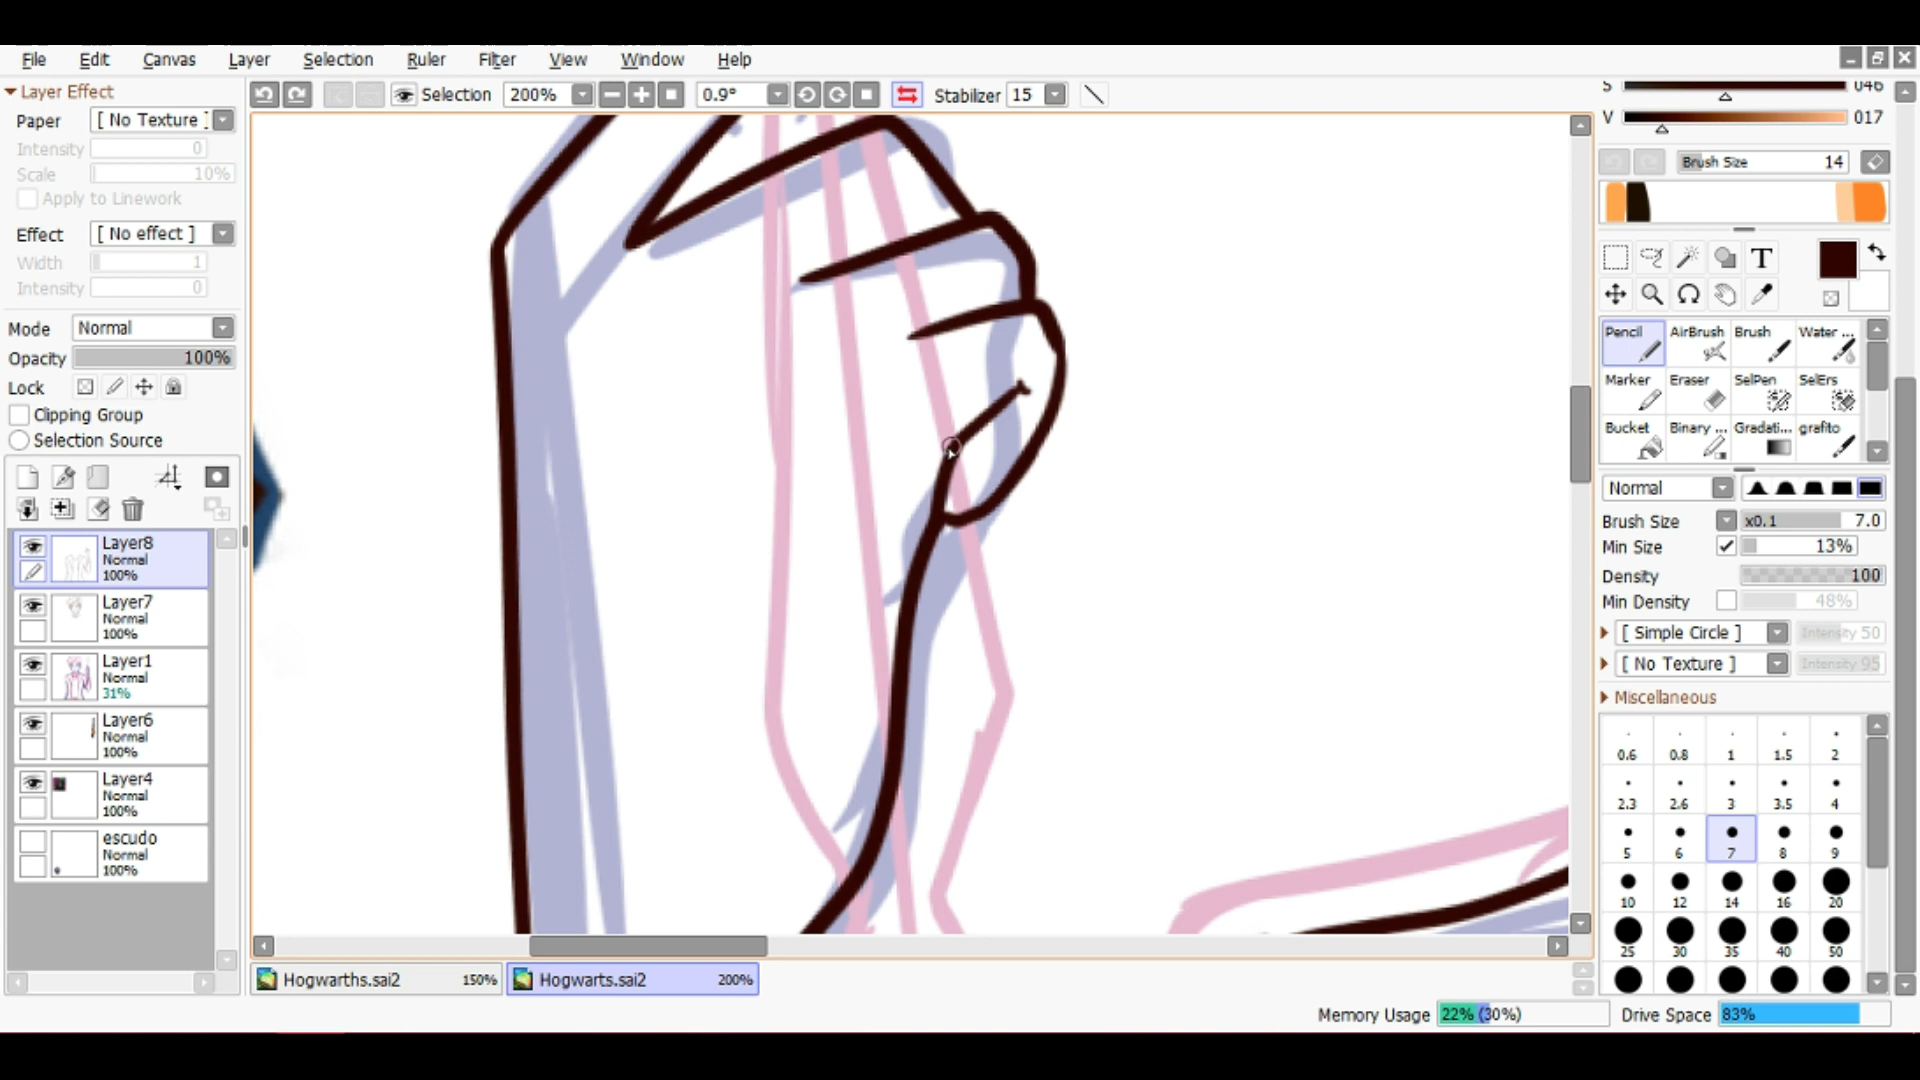 File Edit Canvas Layer Selection Ruler Filter View Window Help
Layer Effect
Paper [ No Texture ]
Intensity 0
Scale 10%
Apply to Linework
Effect [ No effect ]
Width 1
Intensity 0
Mode Normal
Opacity 100%
Lock
Clipping Group
Selection Source
Layer8
Normal
100%
Layer7
Normal
100%
Layer1
Normal
31%
Layer6
Normal
100%
Layer4
Normal
100%
escudo
Normal
100%
Selection 200% 0.9° Stabilizer 15
Hogwarths.sai2 150% Hogwarts.sai2 200%
S 046
V 017
Brush Size 14
T
Pencil AirBrush Brush Water ...
Marker Eraser SelPen SelErs
Bucket Binary ... Gradati... grafito
Normal
Brush Size x0.1 7.0
Min Size 13%
Density 100
Min Density 48%
[ Simple Circle ] Intensity 50
[ No Texture ] Intensity 95
Miscellaneous
0.6 0.8 1 1.5 2
2.3 2.6 3 3.5 4
5 6 7 8 9
10 12 14 16 20
25 30 35 40 50
Memory Usage 22% (30%) Drive Space 83%